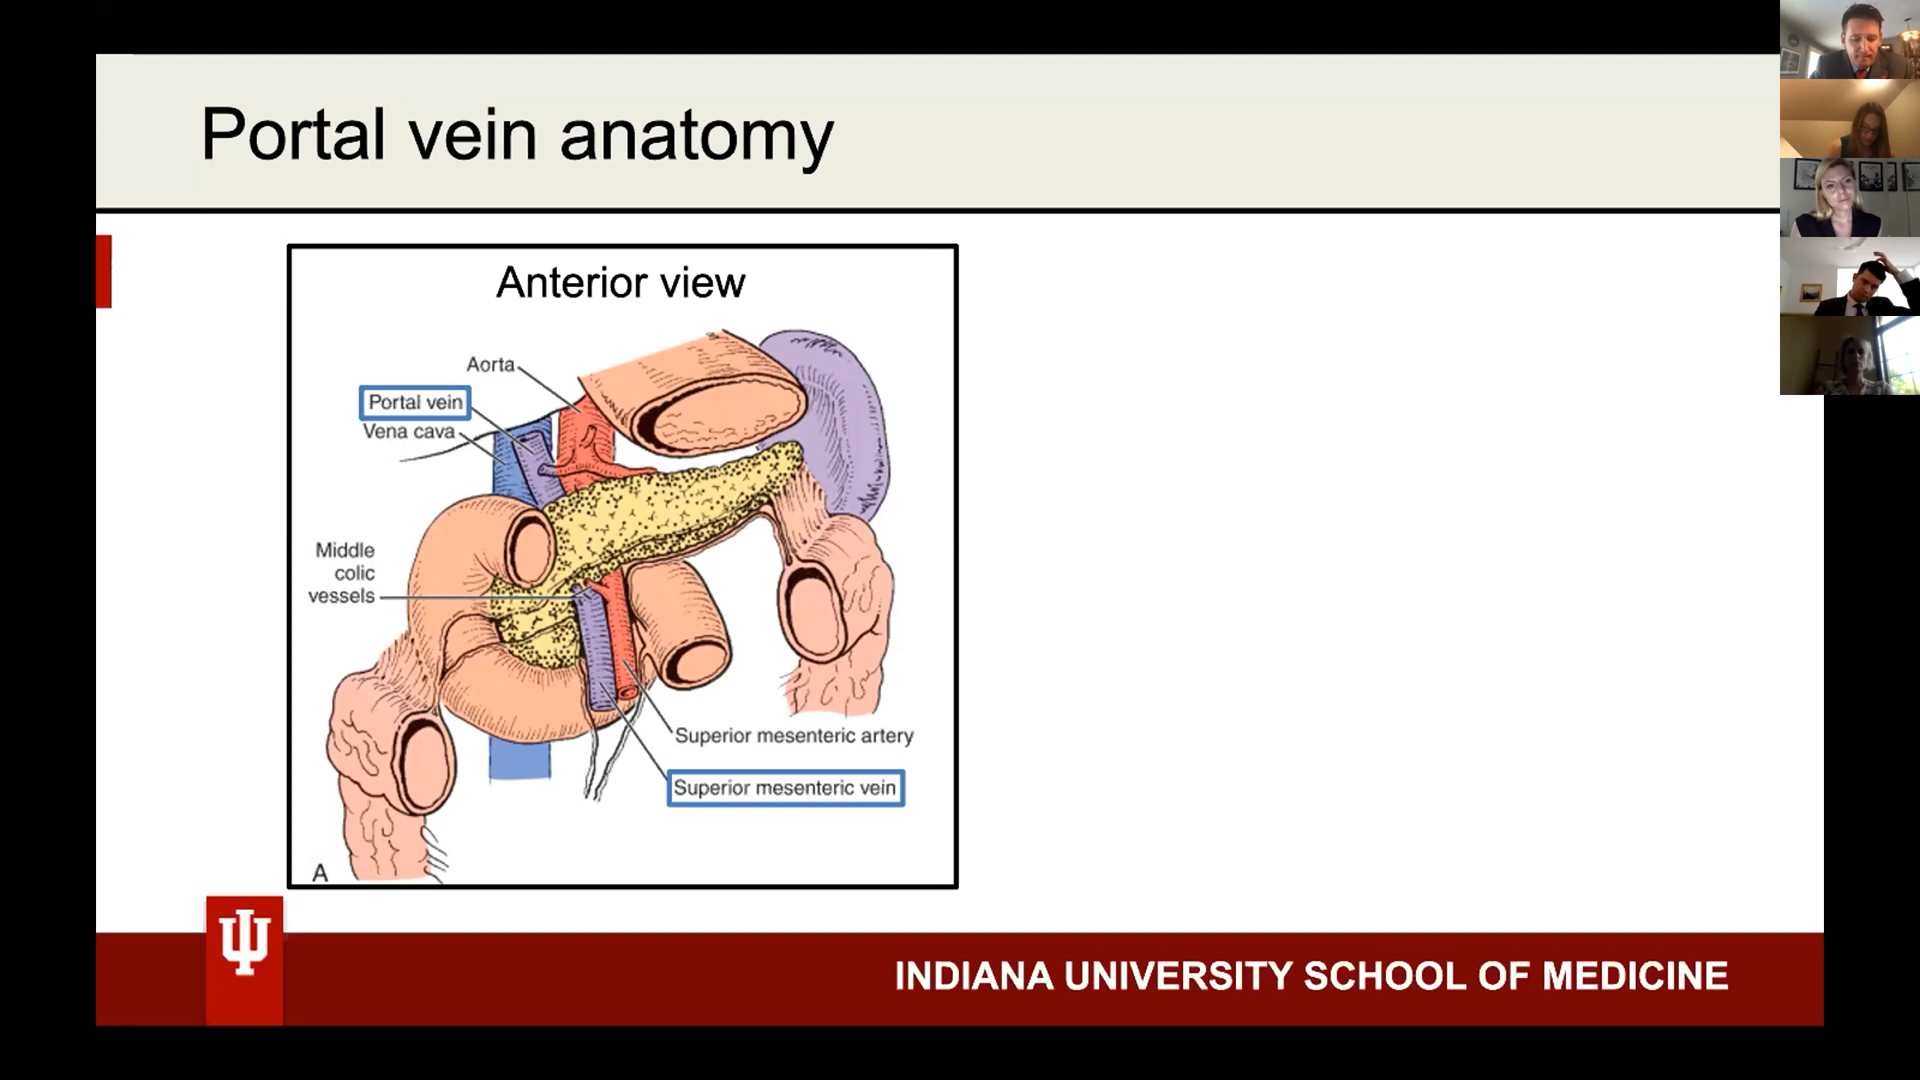 Portal vein anatomy
Anterior view
Aorta
Portal vein
Vena cava
Middle
colic
vessels
Superior mesenteric artery
Superior mesenteric vein
A
INDIANA UNIVERSITY SCHOOL OF MEDICINE